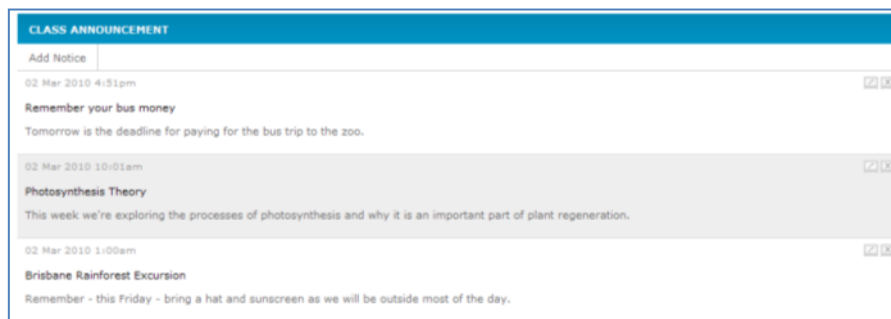 CLASS ANNOUNCEMENT
Add Notice
02 Mar 2010 4:51pm
Remember your bus money
Tomorrow is the deadline for paying for the bus trip to the zoo.
02 Mar 2010 10:01am
Photosynthesis Theory
This week we're exploring the processes of photosynthesis and why it is an important part of plant regeneration.
02 Mar 2010 1:00am
Brisbane Rainforest Excursion
Remember - this Friday - bring a hat and sunscreen as we will be outside most of the day.